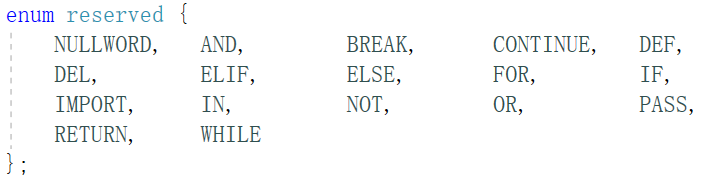 enum reserved {
NULLWORD, AND, BREAK, CONTINUE, DEF,
DEL, ELIF, ELSE, FOR, IF,
IMPORT, IN, NOT, OR, PASS,
RETURN, WHILE
};